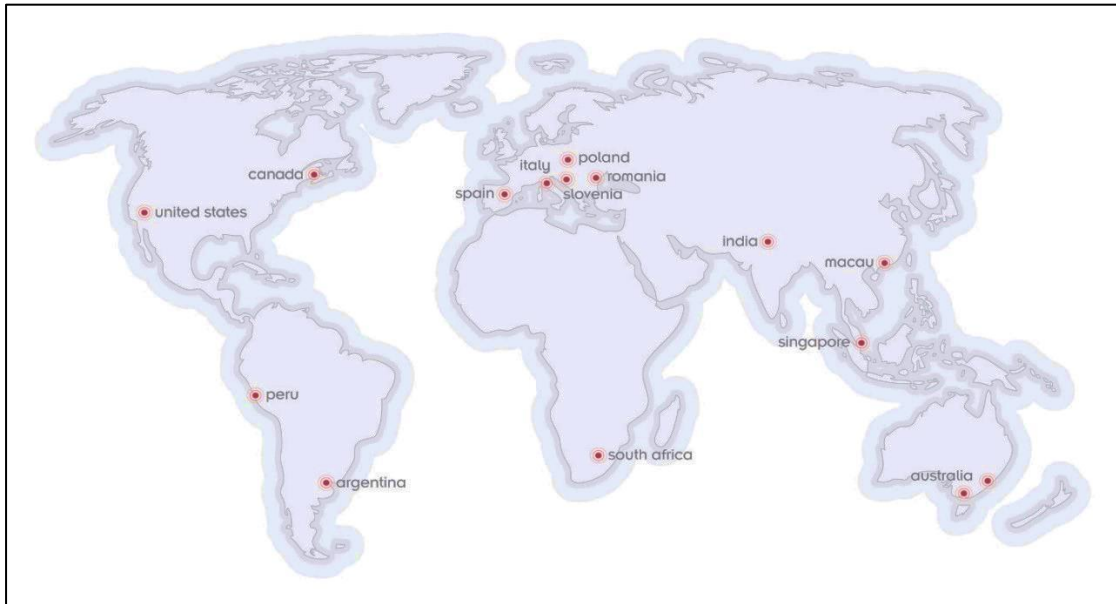 canada
united states
peru
argentina
italy
poland
romania
spain
slovenia
india
macau
singapore
south africa
australia